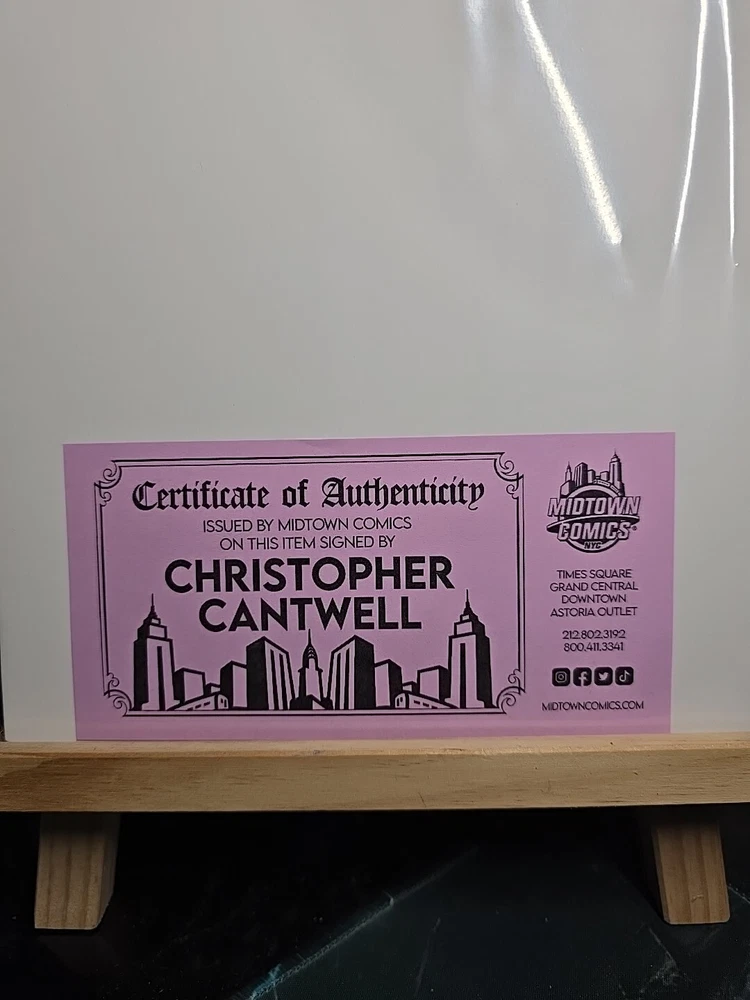 Certificate of Authenticity
ISSUED BY MIDTOWN COMICS
ON THIS ITEM SIGNED BY
CHRISTOPHER
CANTWELL
MIDTOWN
COMICS®
NYC
TIMES SQUARE
GRAND CENTRAL
DOWNTOWN
ASTORIA OUTLET
212.802.3192
800.411.3341
MIDTOWNCOMICS.COM